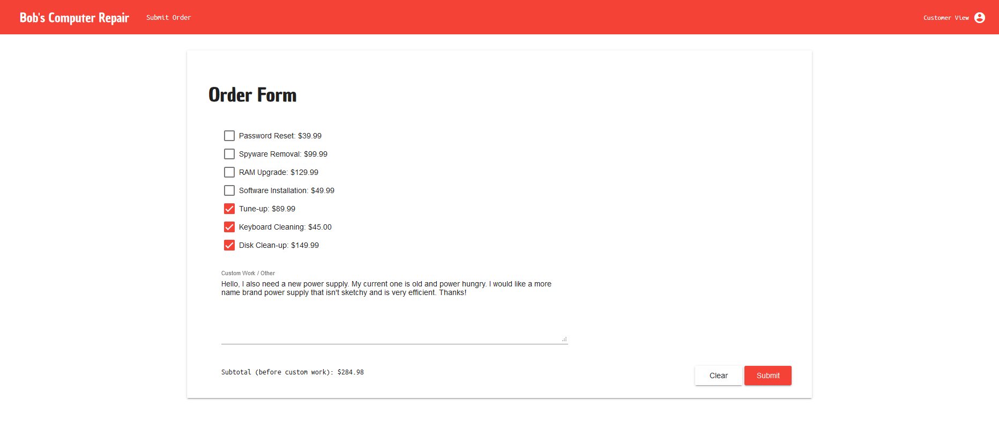 Bob's Computer Repair
Submit Order
Customer View
Order Form
Password Reset: $39.99
Spyware Removal: $99.99
RAM Upgrade: $129.99
Software Installation: $49.99
Tune-up: $89.99
Keyboard Cleaning: $45.00
Disk Clean-up: $149.99
Custom Work / Other
Hello, I also need a new power supply. My current one is old and power hungry. I would like a more
name brand power supply that isn't sketchy and is very efficient. Thanks!
Subtotal (before custom work): $284.98
Clear
Submit